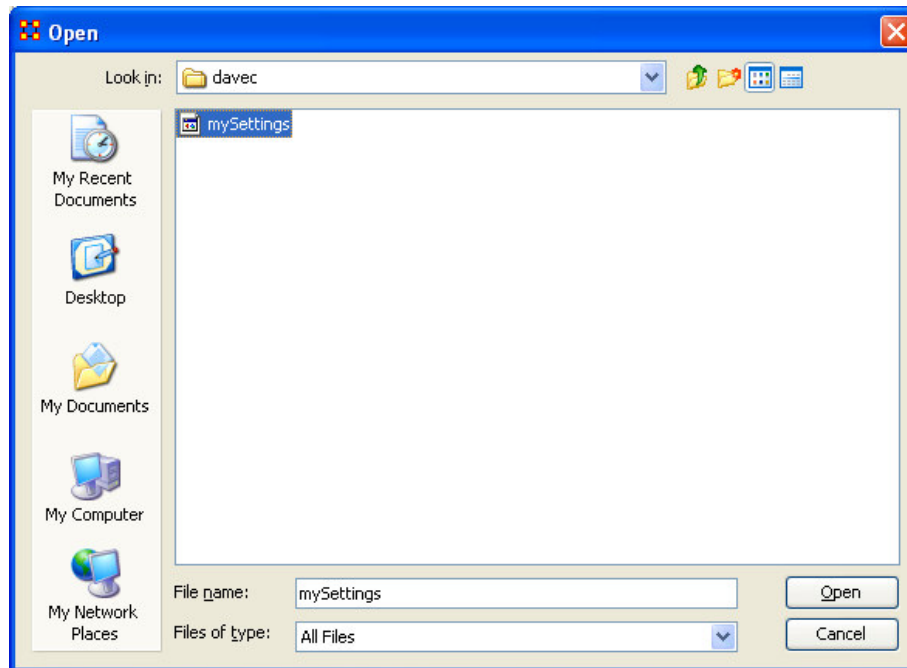 Open
Look in:
davec
mySettings
My Recent
Documents
Desktop
My Documents
My Computer
My Network
Places
File name:
mySettings
Open
Files of type:
All Files
Cancel